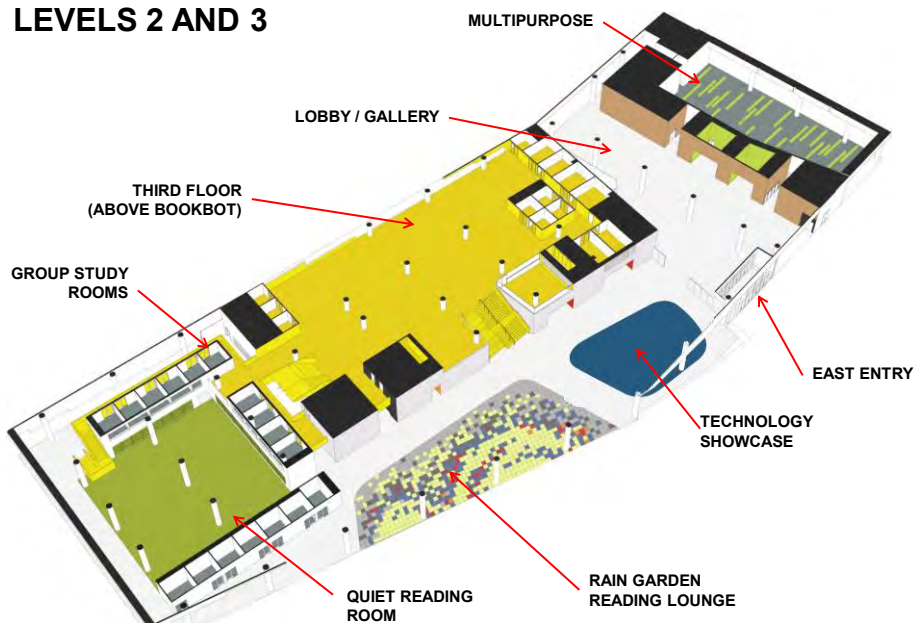 LEVELS 2 AND 3
MULTIPURPOSE
LOBBY / GALLERY
THIRD FLOOR
(ABOVE BOOKBOT)
GROUP STUDY
ROOMS
EAST ENTRY
TECHNOLOGY
SHOWCASE
RAIN GARDEN
READING LOUNGE
QUIET READING
ROOM